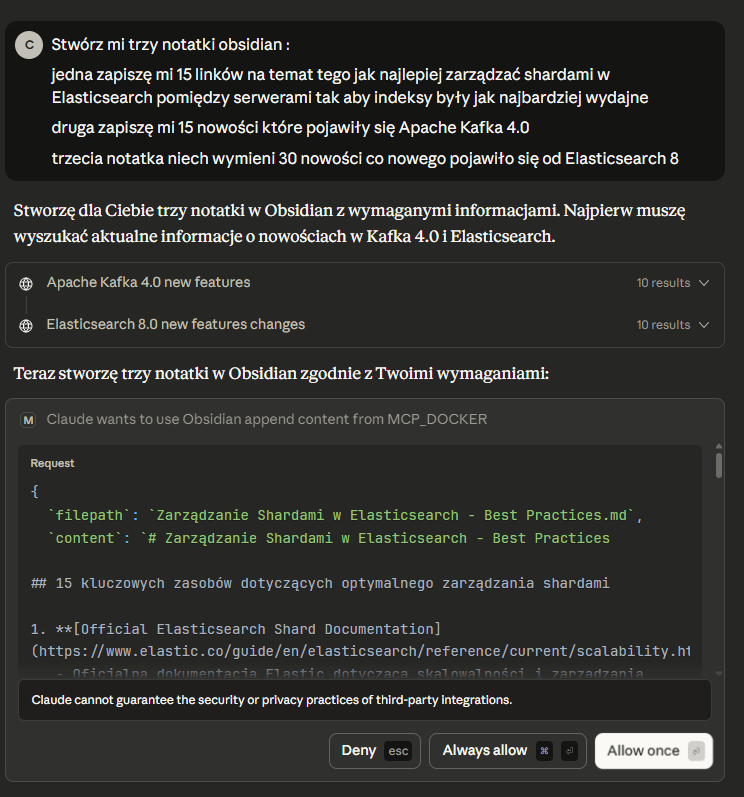 C
Stwórz mi trzy notatki obsidian :
jedna zapiszę mi 15 linków na temat tego jak najlepiej zarządzać shardami w
Elasticsearch pomiędzy serwerami tak aby indeksy były jak najbardziej wydajne
druga zapiszę mi 15 nowości które pojawiły się Apache Kafka 4.0
trzecia notatka niech wymieni 30 nowości co nowego pojawiło się od Elasticsearch 8
Stworzę dla Ciebie trzy notatki w Obsidian z wymaganymi informacjami. Najpierw muszę
wyszukać aktualne informacje o nowościach w Kafka 4.0 i Elasticsearch.
Apache Kafka 4.0 new features 10 results
Elasticsearch 8.0 new features changes 10 results
Teraz stworzę trzy notatki w Obsidian zgodnie z Twoimi wymaganiami:
M Claude wants to use Obsidian append content from MCP_DOCKER
Request
{
`filepath`: `Zarządzanie Shardami w Elasticsearch - Best Practices.md`,
`content`: `# Zarządzanie Shardami w Elasticsearch - Best Practices
## 15 kluczowych zasobów dotyczących optymalnego zarządzania shardami
1. **[Official Elasticsearch Shard Documentation]
(https://www.elastic.co/guide/en/elasticsearch/reference/current/scalability.ht
- Oficjalna dokumentacja Elastic dotycząca skalowalności i zarządzania
Claude cannot guarantee the security or privacy practices of third-party integrations.
Deny esc Always allow ⌘ ⏎ Allow once ⏎